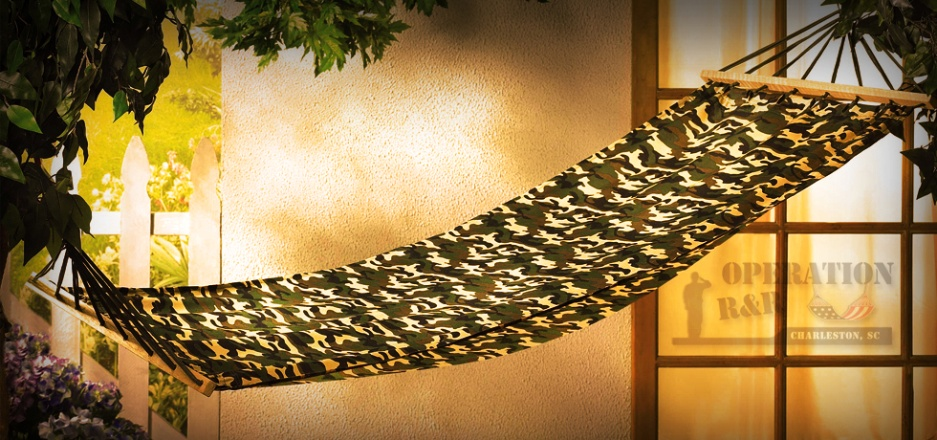 OPERATION
R&R
CHARLESTON, SC